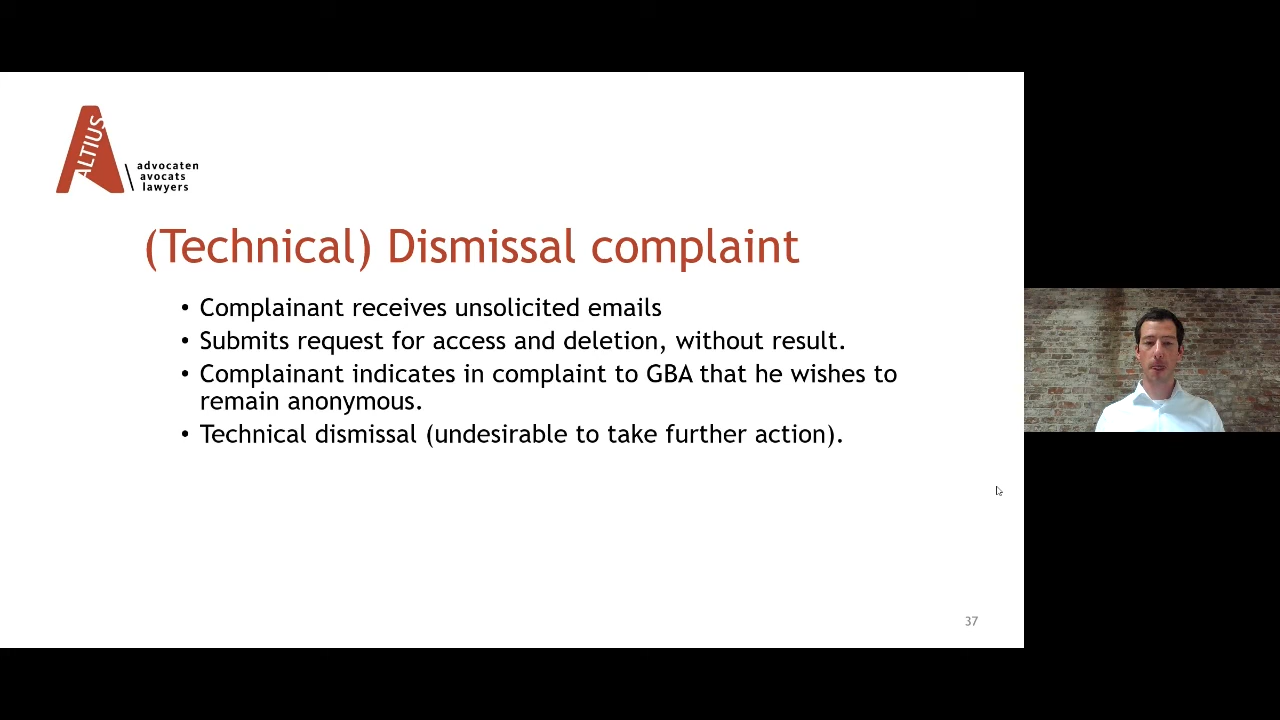 ALTIUS
advocaten
avocats
lawyers
(Technical) Dismissal complaint
• Complainant receives unsolicited emails
• Submits request for access and deletion, without result.
• Complainant indicates in complaint to GBA that he wishes to
remain anonymous.
• Technical dismissal (undesirable to take further action).
37